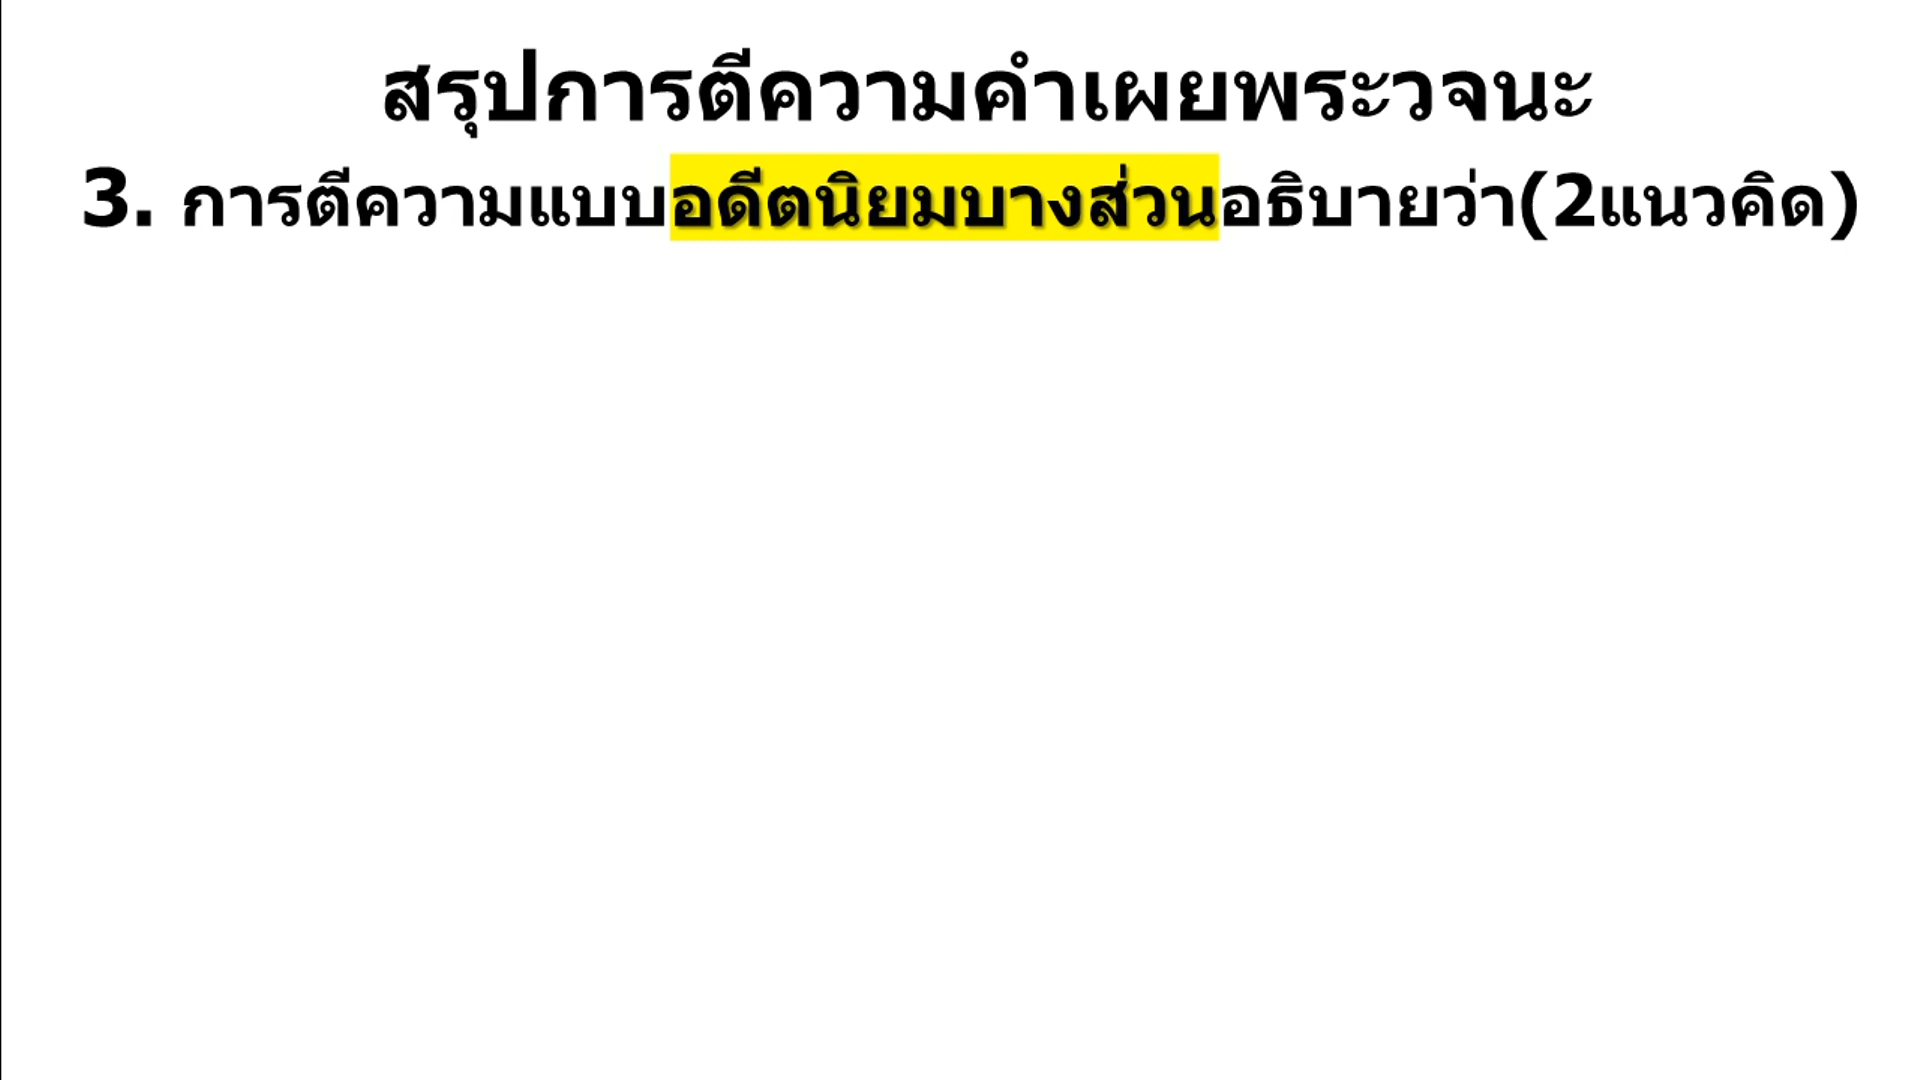 สรุปการตีความคำเผยพระวจนะ
3. การตีความแบบอดีตนิยมบางส่วนอธิบายว่า(2แนวคิด)